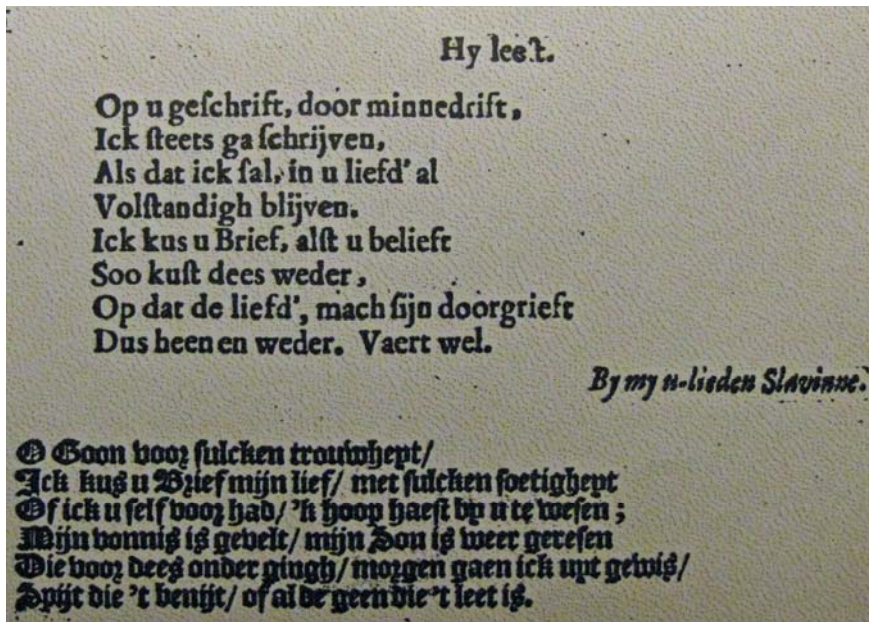 Hy leest.
Op u geſchrift, door minnedrift,
Ick ſteets ga ſchrijven,
Als dat ick ſal, in u liefd' al
Volſtandigh blijven.
Ick kus u Brief, alſt u belieft
Soo kuſt dees weder,
Op dat de liefd', mach ſijn doorgrieft
Dus heen en weder. Vaert wel.
By my u-lieden Slavinne.
O Goon voor ſulcken trouwheyt/
Ick kus u Brief mijn lief/ met ſulcken ſoetigheyt
Of ick u ſelf voor had/ 'k hoop haeſt by u te weſen;
Mijn vonnis is gevelt/ mijn Son is weer gereſen
Die voor dees onder gingh/ morgen gaen ick uyt gewis/
Spijt die 't benijt/ of al de geen die 't leet is.